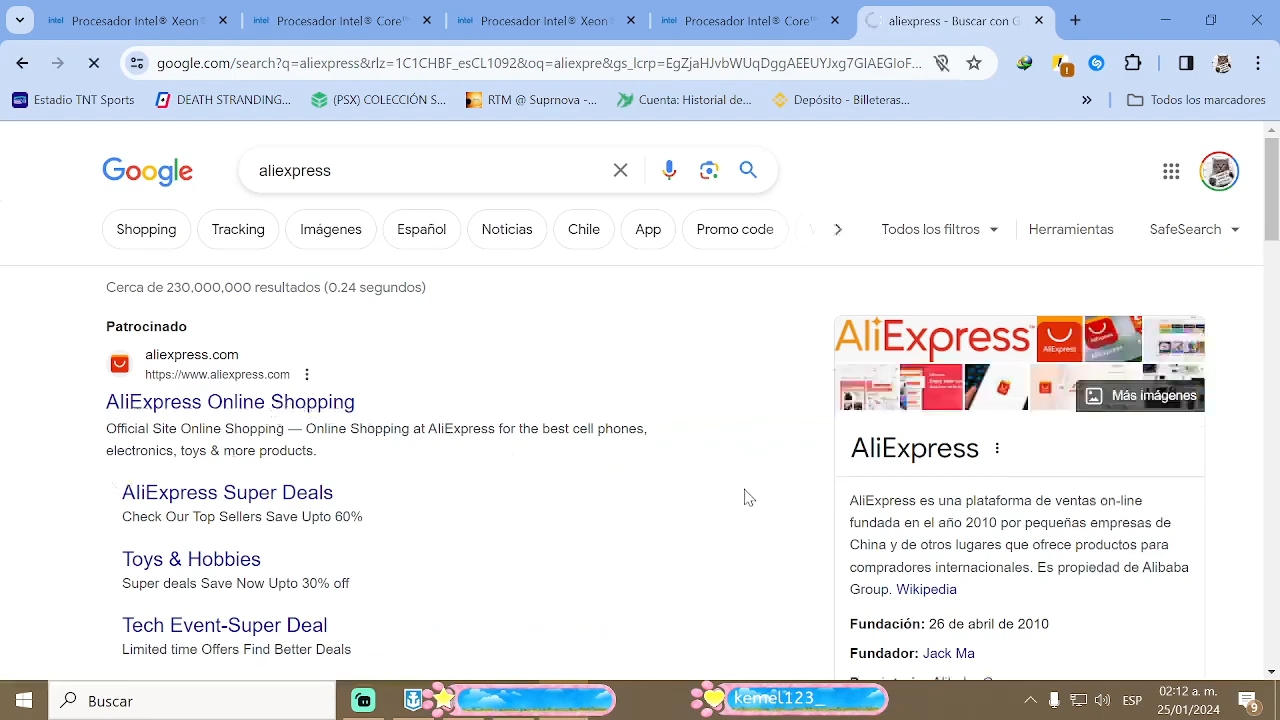 Procesador Intel® Xeon®
Procesador Intel® Core™
Procesador Intel® Xeon
Procesador Intel® Core™
aliexpress - Buscar con G
google.com/search?q=aliexpress&rlz=1C1CHBF_esCL1092&oq=aliexpre&gs_lcrp=EgZjaHJvbWUqDggAEEUYJxg7GIAEGIoF...
Estadio TNT Sports
DEATH STRANDING...
(PSX) COLECCIÓN S...
RTM @ Suprnova -...
Cuenta: Historial de...
Depósito - Billeteras...
»
Todos los marcadores
Google
aliexpress
Shopping
Tracking
Imágenes
Español
Noticias
Chile
App
Promo code
Todos los filtros
Herramientas
SafeSearch
Cerca de 230,000,000 resultados (0.24 segundos)
Patrocinado
aliexpress.com
https://www.aliexpress.com
AliExpress Online Shopping
Official Site Online Shopping — Online Shopping at AliExpress for the best cell phones,
electronics, toys & more products.
AliExpress Super Deals
Check Our Top Sellers Save Upto 60%
Toys & Hobbies
Super deals Save Now Upto 30% off
Tech Event-Super Deal
Limited time Offers Find Better Deals
AliExpress™
AliExpress
Más imágenes
AliExpress
AliExpress es una plataforma de ventas on-line
fundada en el año 2010 por pequeñas empresas de
China y de otros lugares que ofrece productos para
compradores internacionales. Es propiedad de Alibaba
Group. Wikipedia
Fundación: 26 de abril de 2010
Fundador: Jack Ma
Buscar
kemel123_
ESP
02:12 a. m.
25/01/2024
9